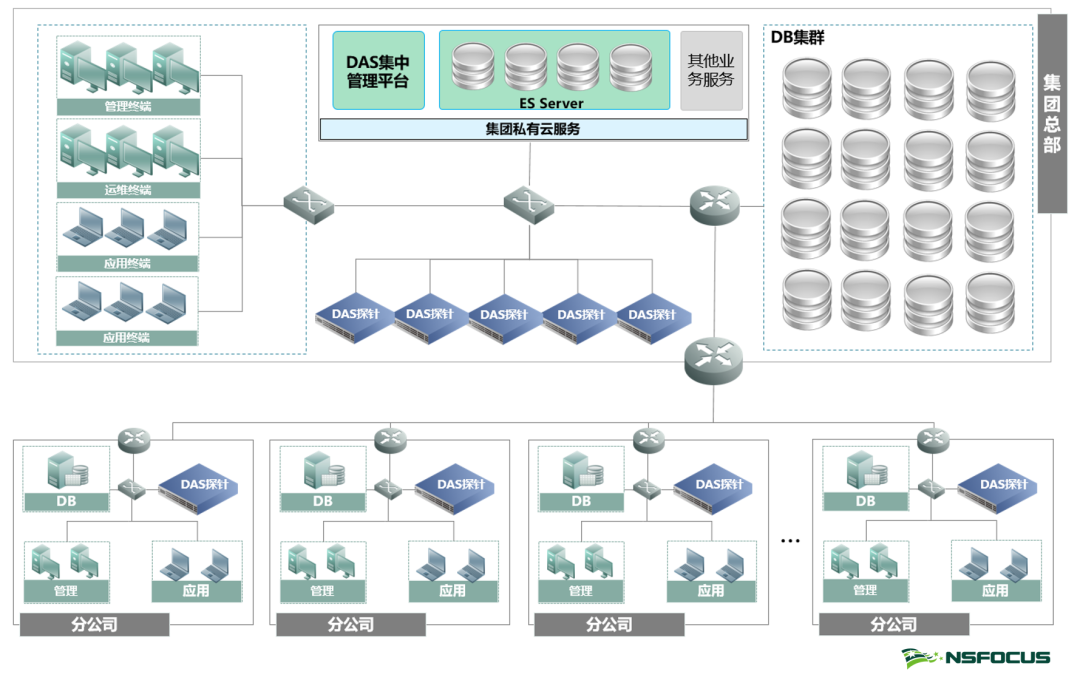 DB集群
集团总部
DAS集中
管理平台
ES Server
其他业
务服务
集团私有云服务
管理终端
运维终端
应用终端
应用终端
DAS探针
DAS探针
DAS探针
DAS探针
DAS探针
DB
DAS探针
管理
应用
分公司
DB
DAS探针
管理
应用
分公司
DB
DAS探针
管理
应用
分公司
...
DB
DAS探针
管理
应用
分公司
NSFOCUS